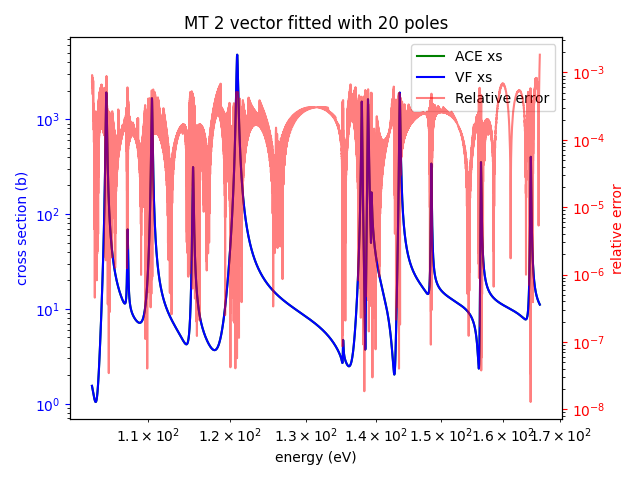 MT 2 vector fitted with 20 poles
ACE xs
VF xs
Relative error
cross section (b)
10³
10²
10¹
10⁰
relative error
10⁻³
10⁻⁴
10⁻⁵
10⁻⁶
10⁻⁷
10⁻⁸
1.1 × 10² 1.2 × 10² 1.3 × 10² 1.4 × 10² 1.5 × 10² 1.6 × 10² 1.7 × 10²
energy (eV)